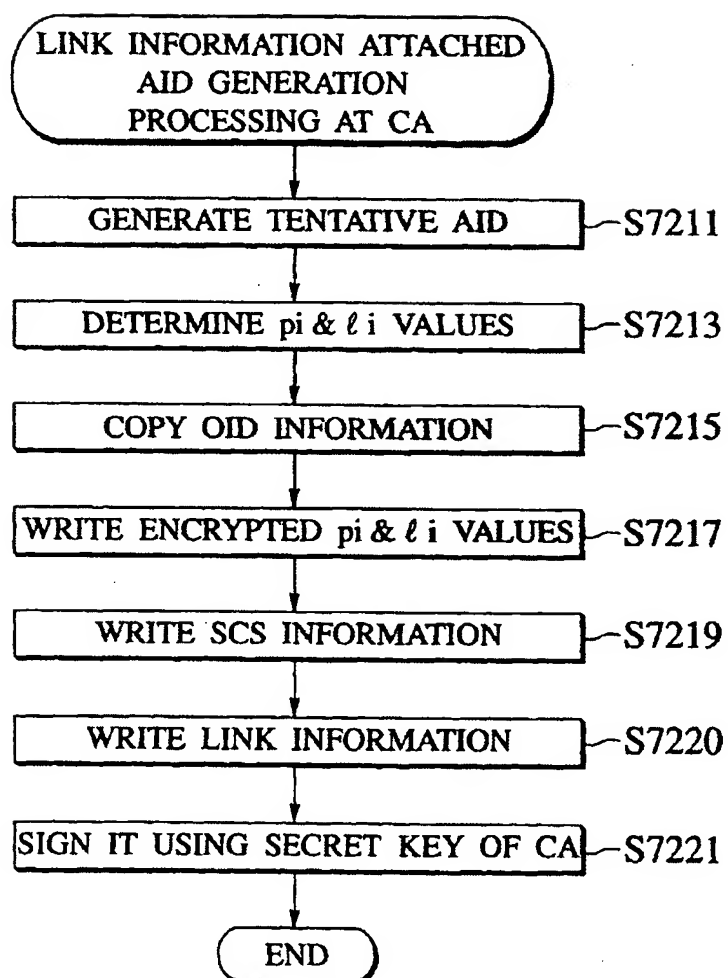 LINK INFORMATION ATTACHED
AID GENERATION
PROCESSING AT CA
GENERATE TENTATIVE AID S7211
DETERMINE pi & ℓ i VALUES S7213
COPY OID INFORMATION S7215
WRITE ENCRYPTED pi & ℓ i VALUES S7217
WRITE SCS INFORMATION S7219
WRITE LINK INFORMATION S7220
SIGN IT USING SECRET KEY OF CA S7221
END